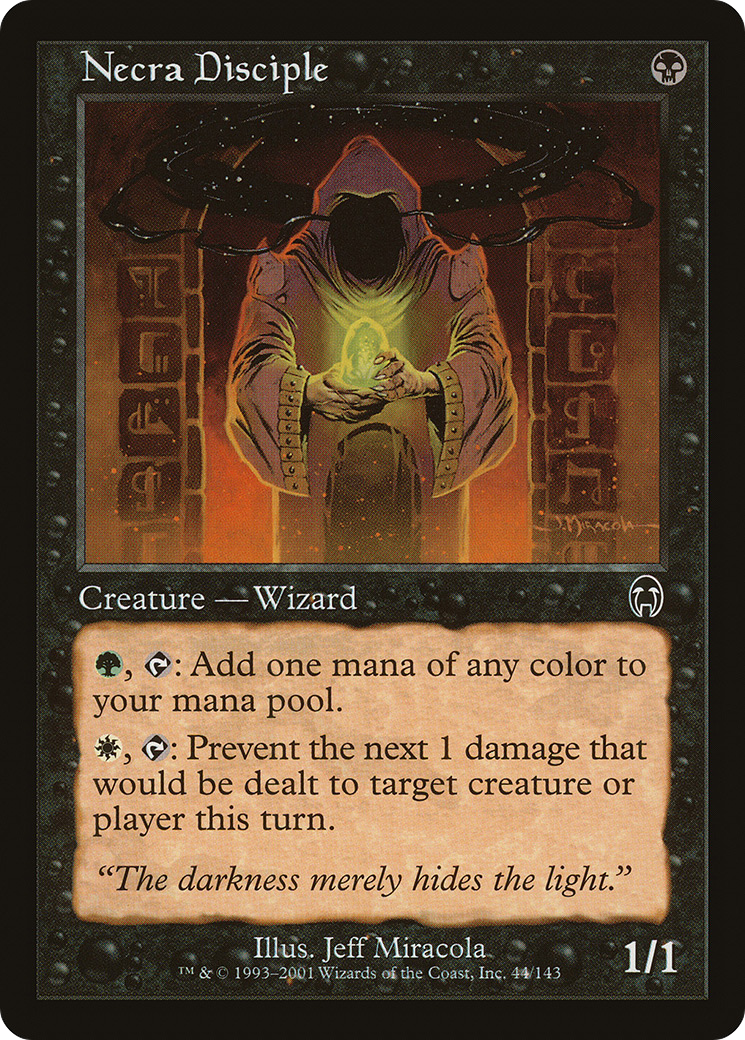 Necra Disciple
J. MIRACOLA
Creature — Wizard
, : Add one mana of any color to
your mana pool.
, : Prevent the next 1 damage that
would be dealt to target creature or
player this turn.
“The darkness merely hides the light.”
Illus. Jeff Miracola
™ & © 1993–2001 Wizards of the Coast, Inc. 44/143
1/1